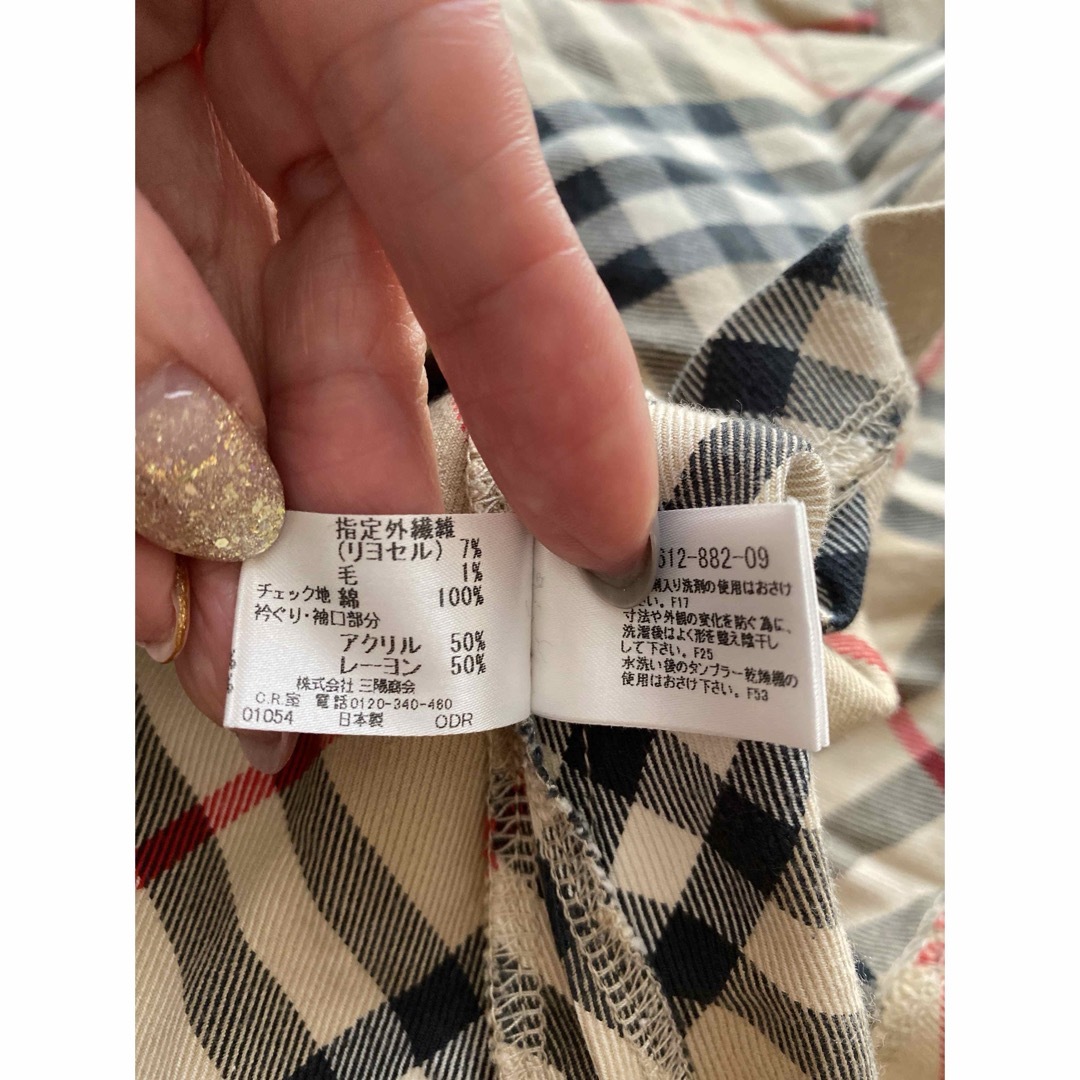 指定外繊維
(リヨセル) 7%
毛 1%
チェック地 綿 100%
衿ぐり・袖口部分
アクリル 50%
レーヨン 50%
株式会社 三陽商会
C.R.室 電話0120-340-460
01054 日本製 ODR
612-882-09
剤入り洗剤の使用はおさけ
さい。F17
寸法や外観の変化を防ぐ為に、
洗濯後はよく形を整え陰干し
して下さい。F25
水洗い後のタンブラー乾燥機の
使用はおさけ下さい。F53